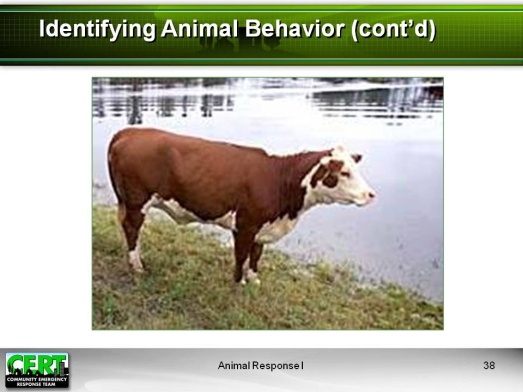 Identifying Animal Behavior (cont’d)
CERT
COMMUNITY EMERGENCY
RESPONSE TEAM
Animal Response I
38